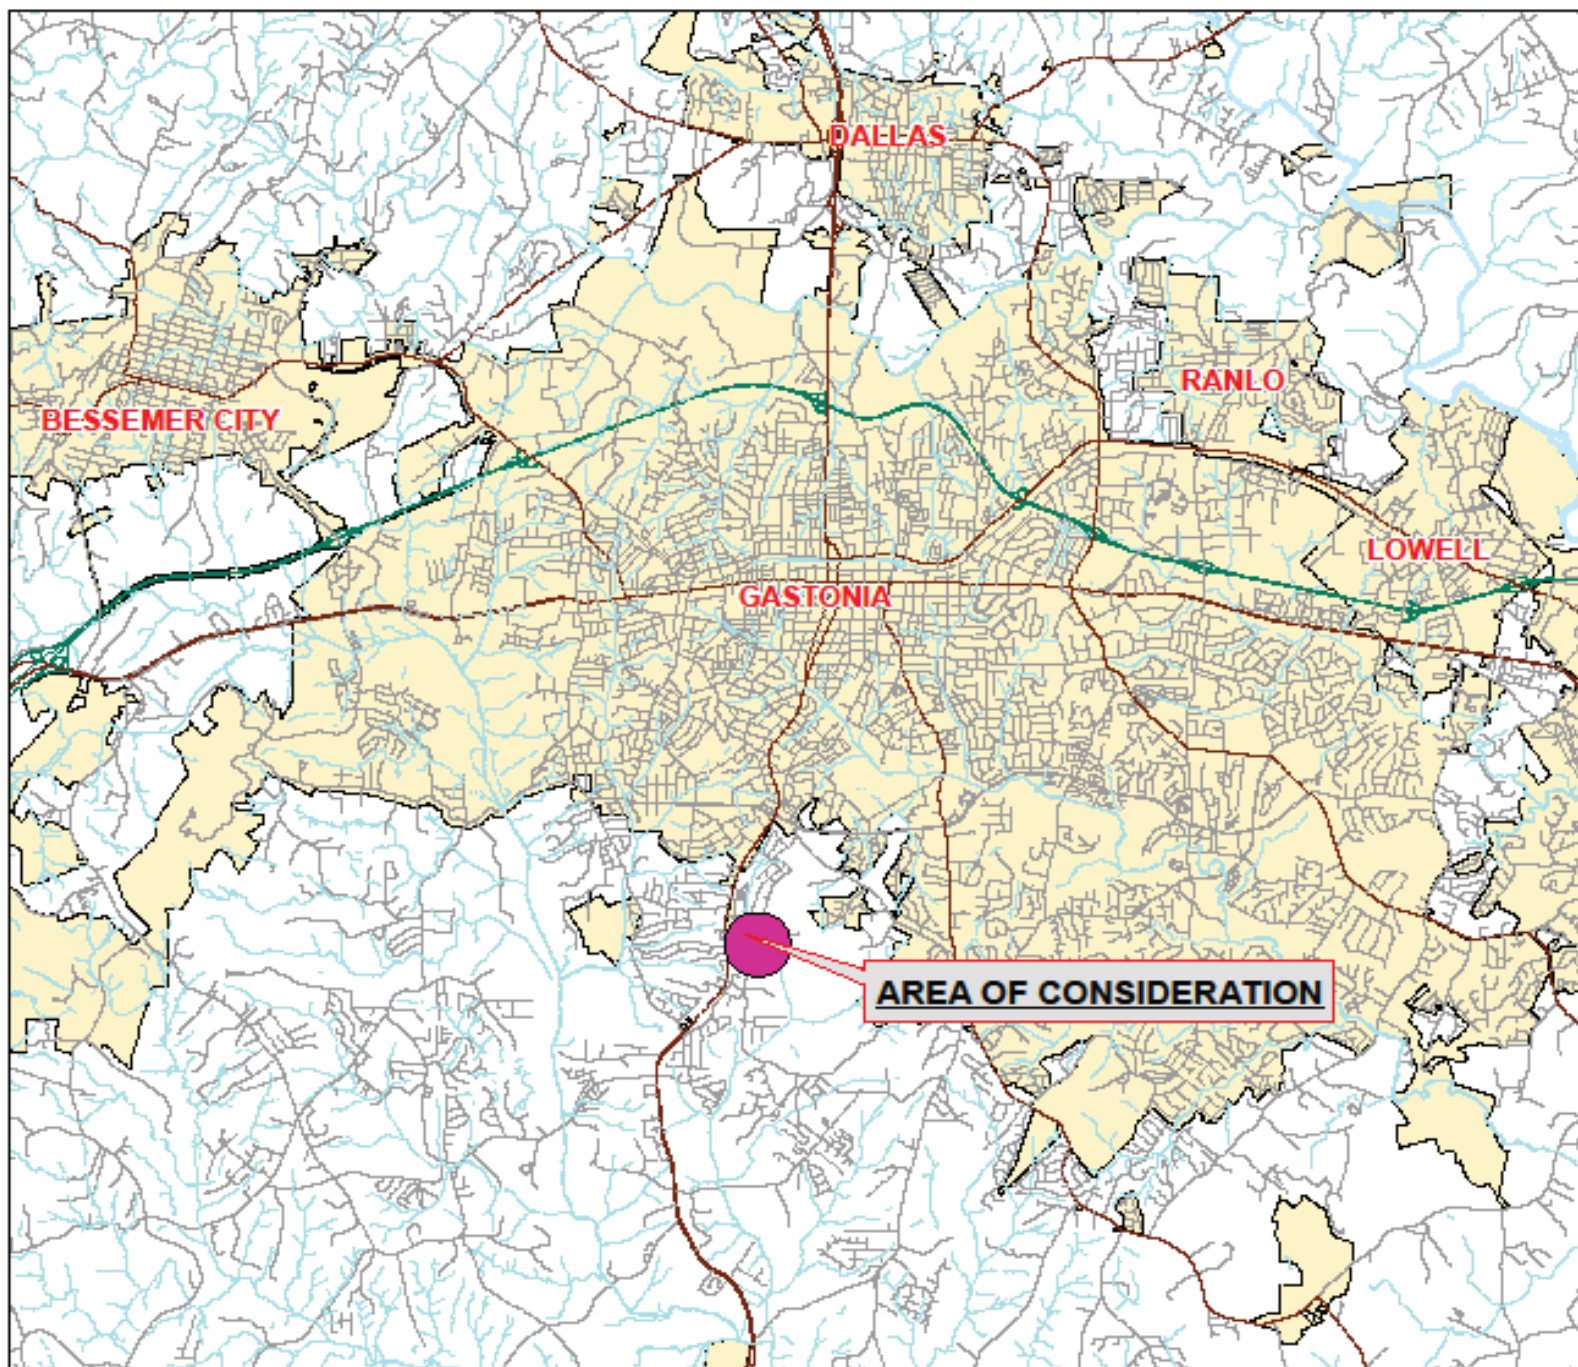 DALLAS
RANLO
BESSEMER CITY
LOWELL
GASTONIA
AREA OF CONSIDERATION